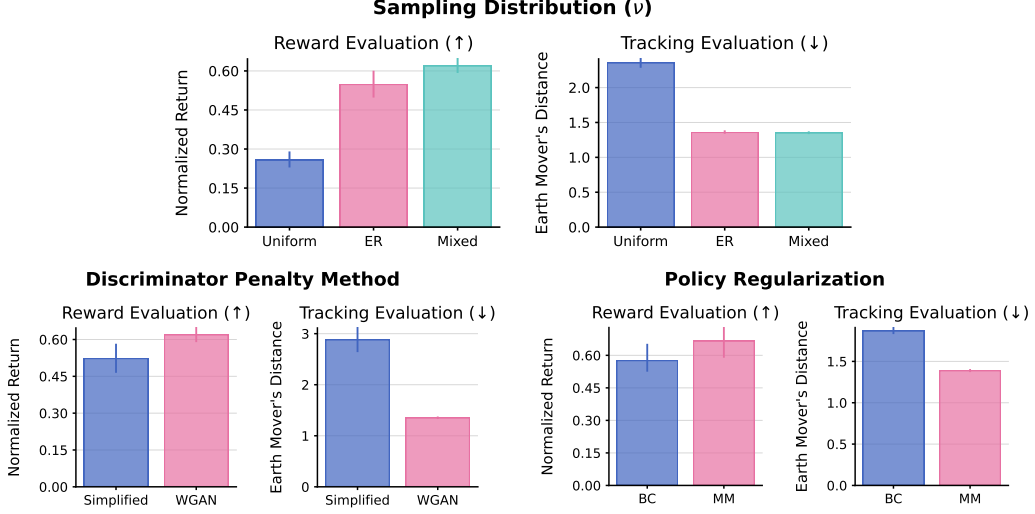 Sampling Distribution (ν)
Reward Evaluation (↑)
Normalized Return
0.60
0.45
0.30
0.15
0.00
Uniform
ER
Mixed
Tracking Evaluation (↓)
Earth Mover's Distance
2.0
1.5
1.0
0.5
0.0
Uniform
ER
Mixed
Discriminator Penalty Method
Reward Evaluation (↑)
Normalized Return
0.60
0.45
0.30
0.15
0.00
Simplified
WGAN
Tracking Evaluation (↓)
Earth Mover's Distance
3
2
1
0
Simplified
WGAN
Policy Regularization
Reward Evaluation (↑)
Normalized Return
0.60
0.45
0.30
0.15
0.00
BC
MM
Tracking Evaluation (↓)
Earth Mover's Distance
1.5
1.0
0.5
0.0
BC
MM